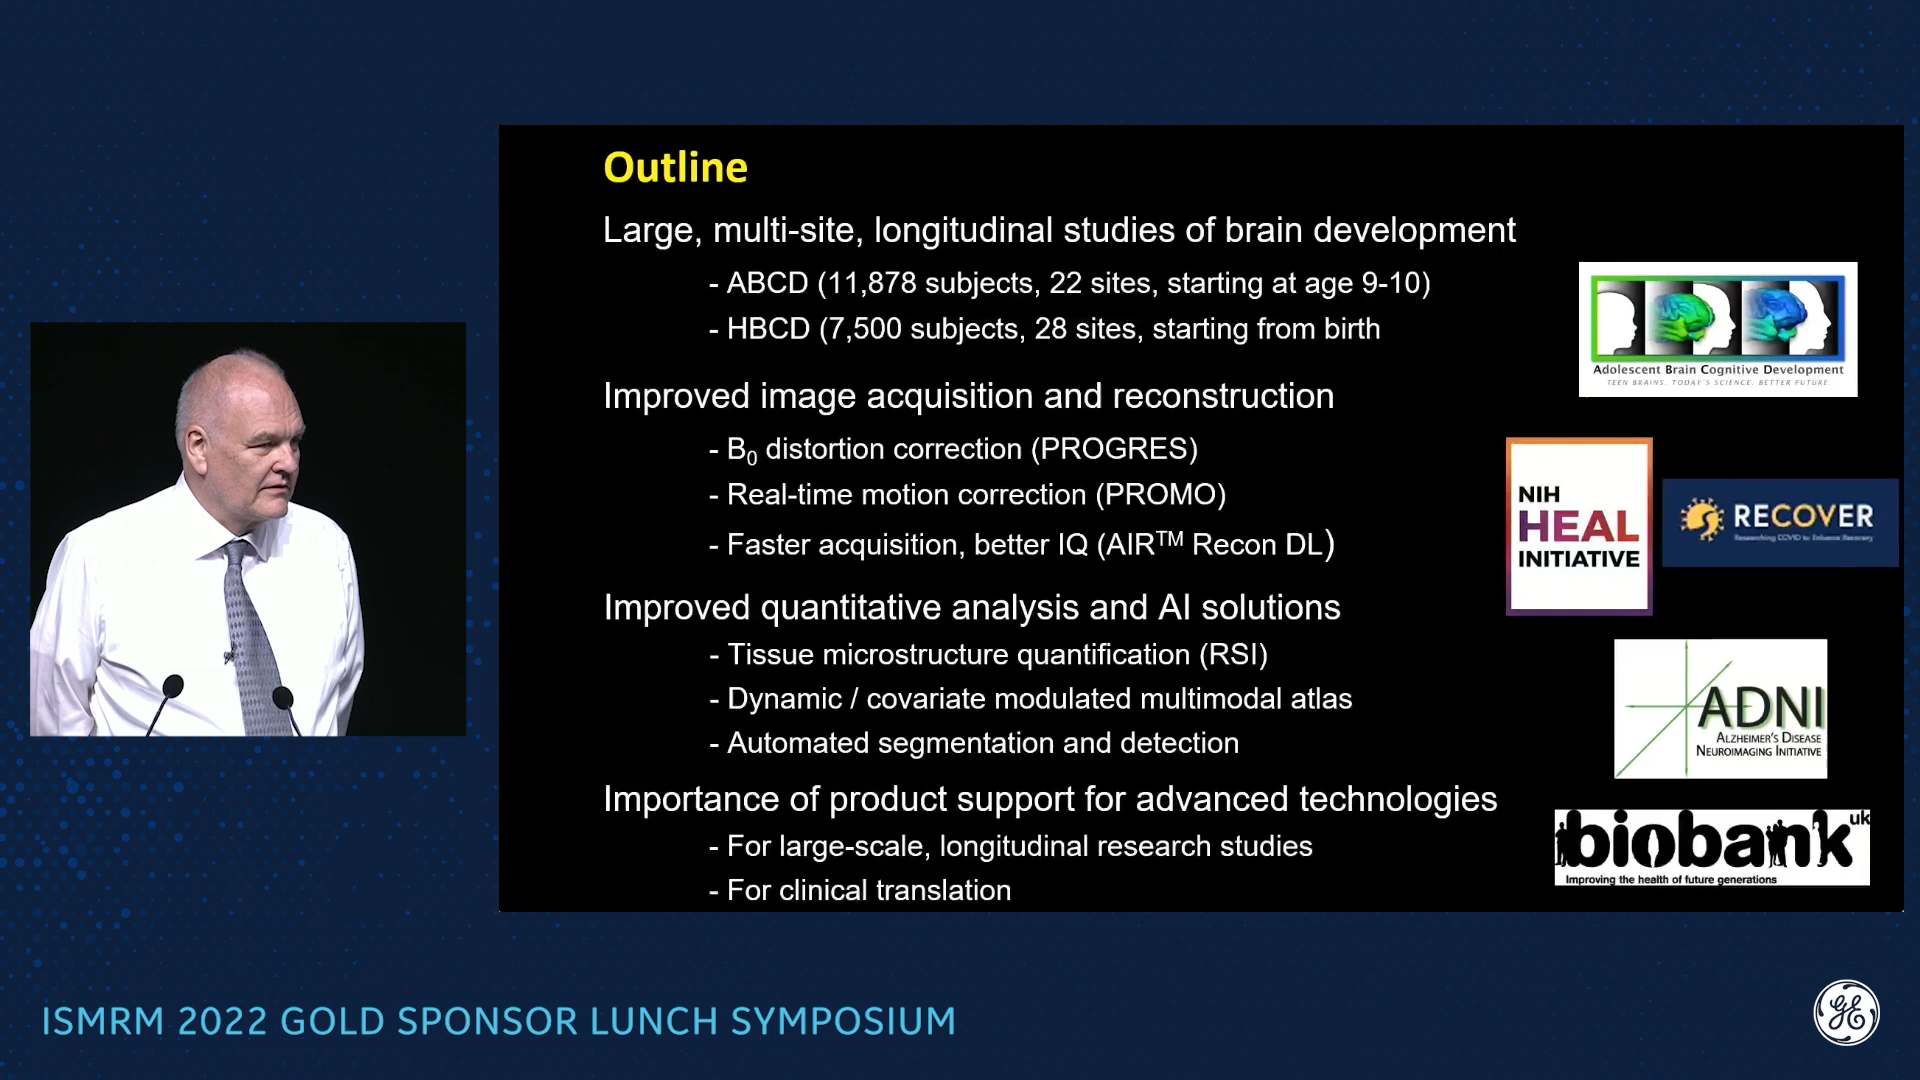 Outline
Large, multi-site, longitudinal studies of brain development
- ABCD (11,878 subjects, 22 sites, starting at age 9-10)
- HBCD (7,500 subjects, 28 sites, starting from birth
Adolescent Brain Cognitive Development
TEEN BRAINS. TODAY'S SCIENCE. BETTER FUTURE.
Improved image acquisition and reconstruction
- B0 distortion correction (PROGRES)
- Real-time motion correction (PROMO)
- Faster acquisition, better IQ (AIR™ Recon DL)
NIH
HEAL
INITIATIVE
RECOVER
Researching COVID to Enhance Recovery
Improved quantitative analysis and AI solutions
- Tissue microstructure quantification (RSI)
- Dynamic / covariate modulated multimodal atlas
- Automated segmentation and detection
ADNI
ALZHEIMER'S DISEASE
NEUROIMAGING INITIATIVE
Importance of product support for advanced technologies
- For large-scale, longitudinal research studies
- For clinical translation
biobank uk
Improving the health of future generations
ISMRM 2022 GOLD SPONSOR LUNCH SYMPOSIUM
GE